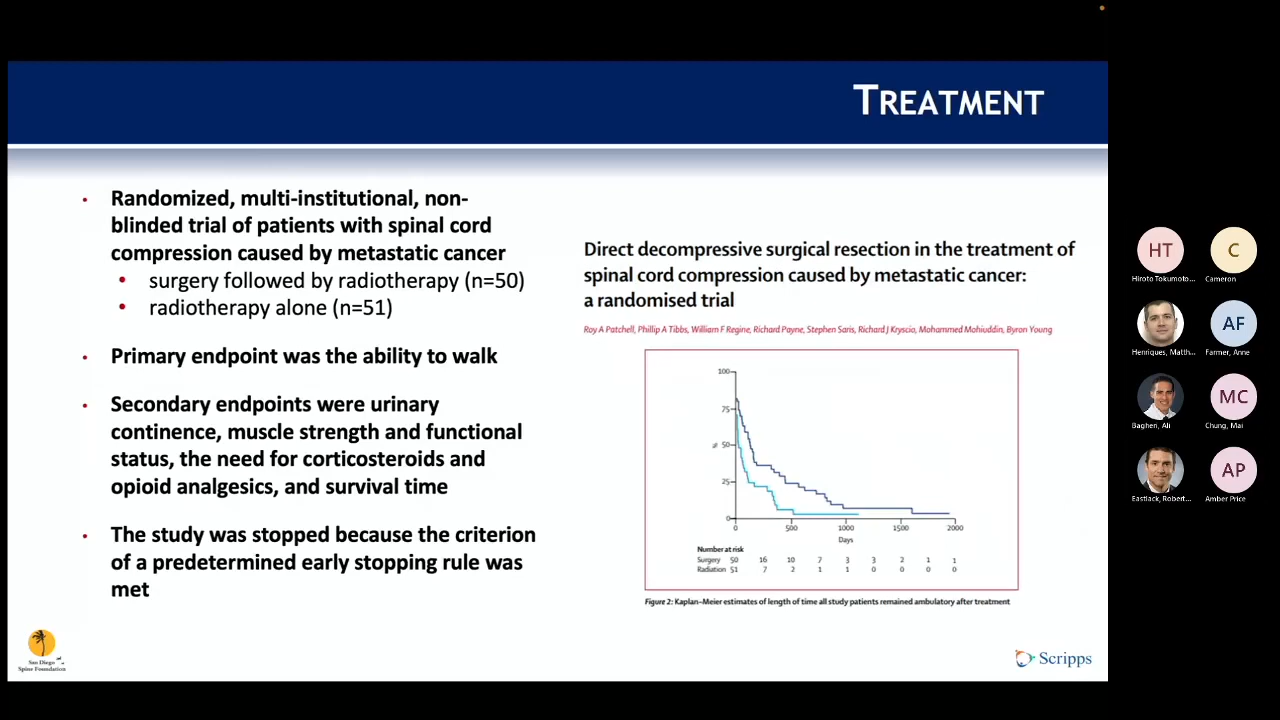 TREATMENT
• Randomized, multi-institutional, non-
blinded trial of patients with spinal cord
compression caused by metastatic cancer
• surgery followed by radiotherapy (n=50)
• radiotherapy alone (n=51)
• Primary endpoint was the ability to walk
• Secondary endpoints were urinary
continence, muscle strength and functional
status, the need for corticosteroids and
opioid analgesics, and survival time
• The study was stopped because the criterion
of a predetermined early stopping rule was
met
Direct decompressive surgical resection in the treatment of
spinal cord compression caused by metastatic cancer:
a randomised trial
Roy A Patchell, Phillip A Tibbs, William F Regine, Richard Payne, Stephen Saris, Richard J Kryscio, Mohammed Mohiuddin, Byron Young
100
75
% 50
25
0
0 500 1000 1500 2000
Days
Number at risk
Surgery 50 16 10 7 3 3 2 1 1
Radiation 51 7 2 1 1 0 0 0 0
Figure 2: Kaplan–Meier estimates of length of time all study patients remained ambulatory after treatment
San Diego
Spine Foundation
Scripps
HT C
Hiroto Tokumoto... Cameron
AF
Henriques, Matth... Farmer, Anne
MC
Baghen, Ali Chung, Mai
AP
Eastlack, Robert... Amber Price